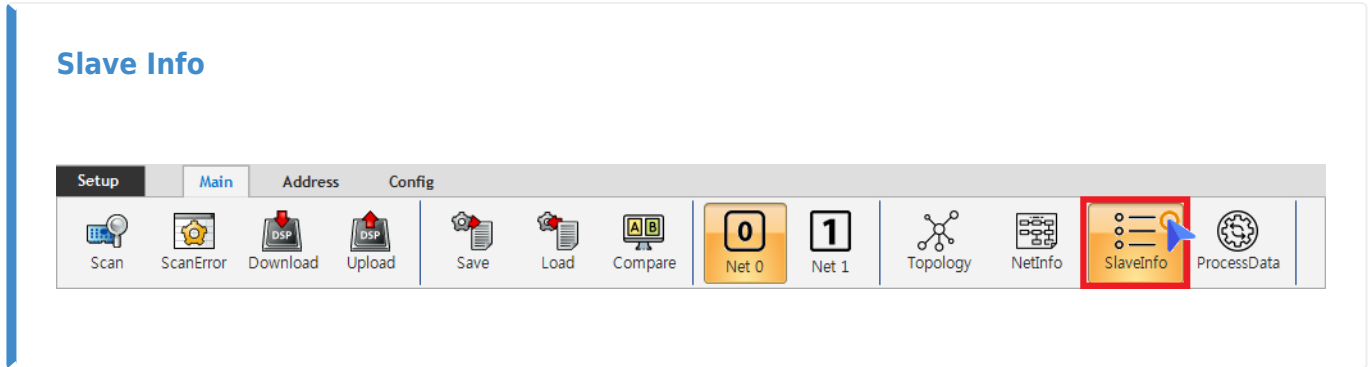 Slave Info
Setup Main Address Config
0 1 A B DSP DSP
Scan ScanError Download Upload Save Load Compare Net 0 Net 1 Topology NetInfo SlaveInfo ProcessData